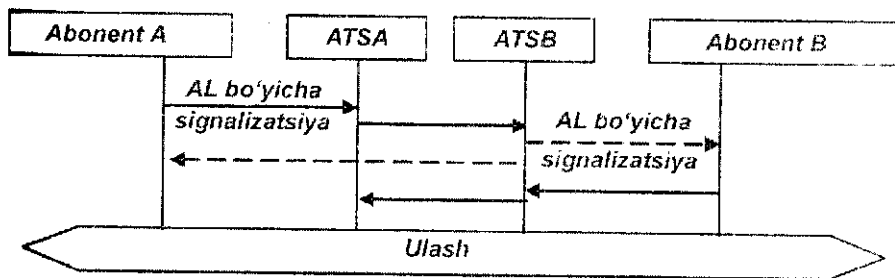 Abonent A
ATSA
ATSB
Abonent B
AL bo‘yicha
signalizatsiya
AL bo‘yicha
signalizatsiya
Ulash